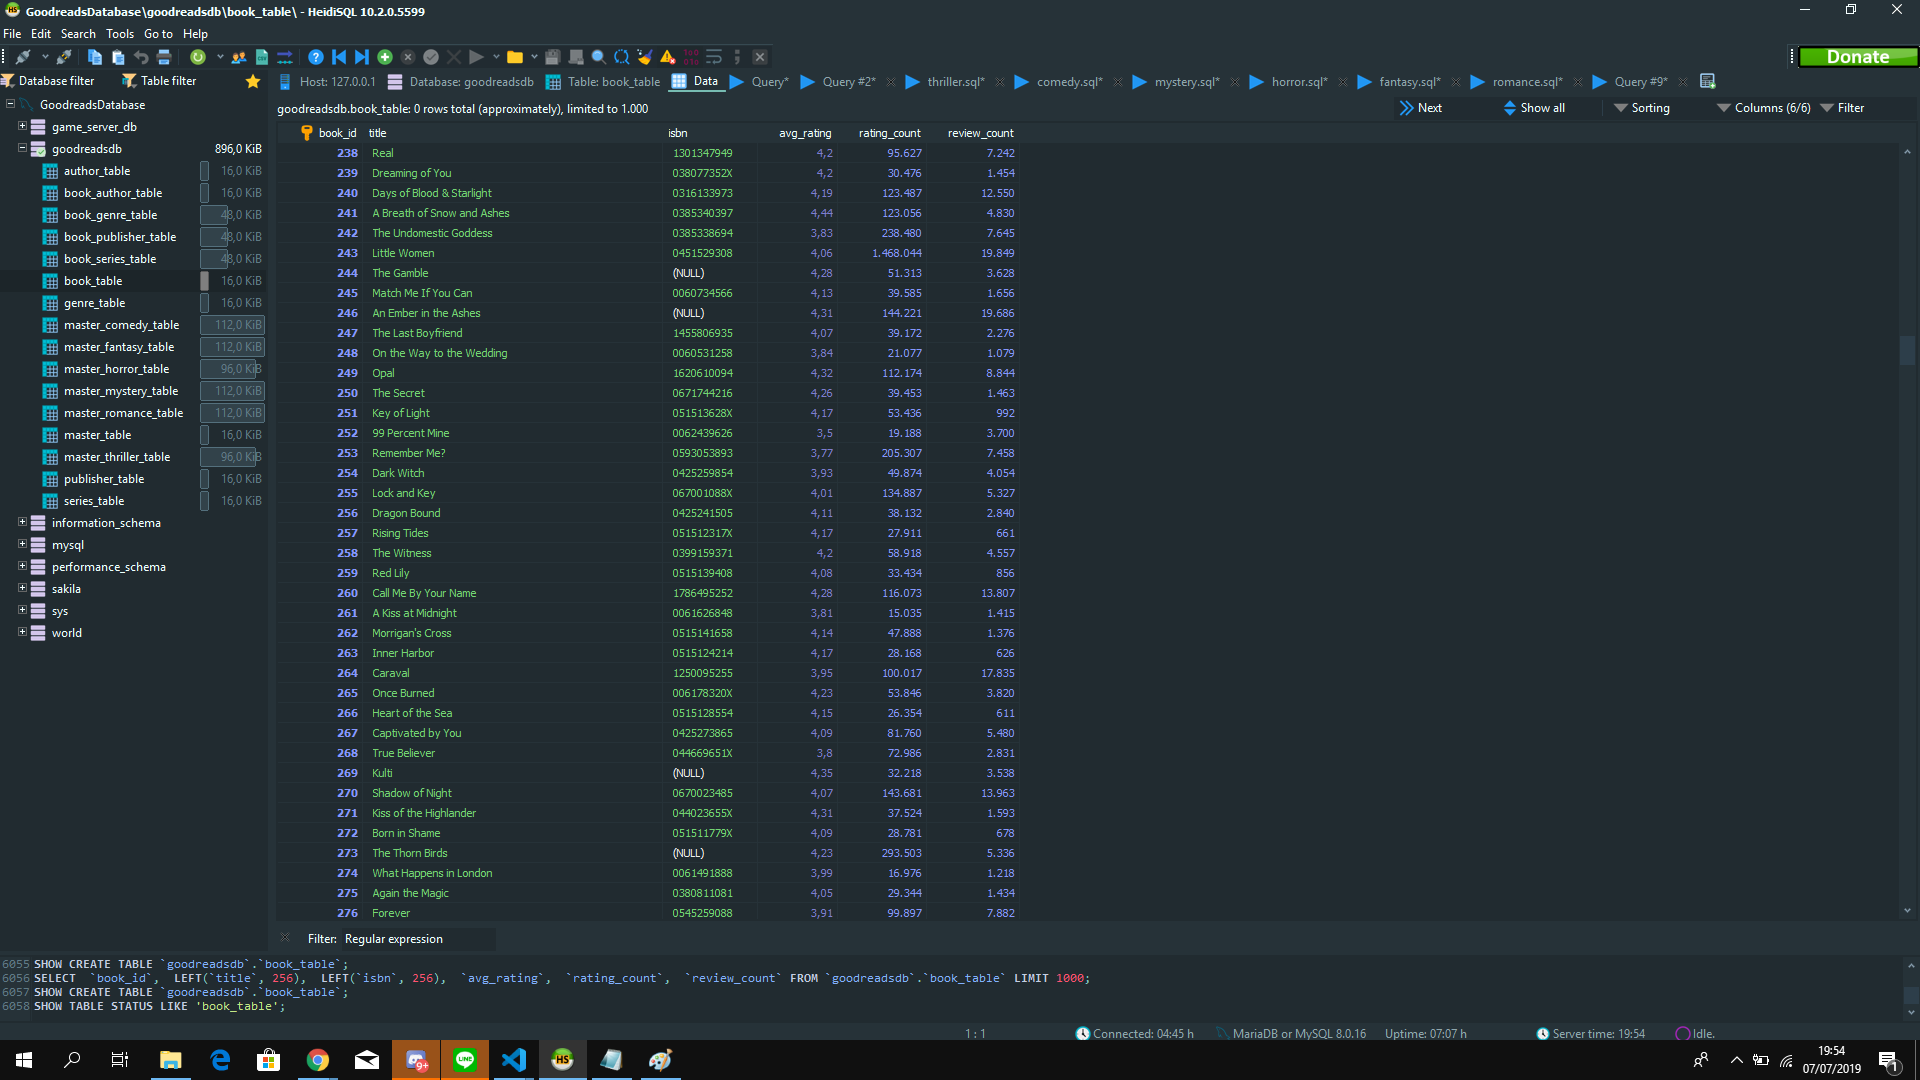 GoodreadsDatabase\goodreadsdb\book_table\ - HeidiSQL 10.2.0.5599
File Edit Search Tools Go to Help
Donate
Database filter Table filter Host: 127.0.0.1 Database: goodreadsdb Table: book_table Data Query* Query #2* thriller.sql* comedy.sql* mystery.sql* horror.sql* fantasy.sql* romance.sql* Query #9*
GoodreadsDatabase
game_server_db
goodreadsdb 896,0 KiB
author_table 16,0 KiB
book_author_table 16,0 KiB
book_genre_table 48,0 KiB
book_publisher_table 48,0 KiB
book_series_table 48,0 KiB
book_table 16,0 KiB
genre_table 16,0 KiB
master_comedy_table 112,0 KiB
master_fantasy_table 112,0 KiB
master_horror_table 96,0 KiB
master_mystery_table 112,0 KiB
master_romance_table 112,0 KiB
master_table 16,0 KiB
master_thriller_table 96,0 KiB
publisher_table 16,0 KiB
series_table 16,0 KiB
information_schema
mysql
performance_schema
sakila
sys
world
goodreadsdb.book_table: 0 rows total (approximately), limited to 1.000 Next Show all Sorting Columns (6/6) Filter
book_id title isbn avg_rating rating_count review_count
238 Real 1301347949 4,2 95.627 7.242
239 Dreaming of You 038077352X 4,2 30.476 1.454
240 Days of Blood & Starlight 0316133973 4,19 123.487 12.550
241 A Breath of Snow and Ashes 0385340397 4,44 123.056 4.830
242 The Undomestic Goddess 0385338694 3,83 238.480 7.645
243 Little Women 0451529308 4,06 1.468.044 19.849
244 The Gamble (NULL) 4,28 51.313 3.628
245 Match Me If You Can 0060734566 4,13 39.585 1.656
246 An Ember in the Ashes (NULL) 4,31 144.221 19.686
247 The Last Boyfriend 1455806935 4,07 39.172 2.276
248 On the Way to the Wedding 0060531258 3,84 21.077 1.079
249 Opal 1620610094 4,32 112.174 8.844
250 The Secret 0671744216 4,26 39.453 1.463
251 Key of Light 051513628X 4,17 53.436 992
252 99 Percent Mine 0062439626 3,5 19.188 3.700
253 Remember Me? 0593053893 3,77 205.307 7.458
254 Dark Witch 0425259854 3,93 49.874 4.054
255 Lock and Key 067001088X 4,01 134.887 5.327
256 Dragon Bound 0425241505 4,11 38.132 2.840
257 Rising Tides 051512317X 4,17 27.911 661
258 The Witness 0399159371 4,2 58.918 4.557
259 Red Lily 0515139408 4,08 33.434 856
260 Call Me By Your Name 1786495252 4,28 116.073 13.807
261 A Kiss at Midnight 0061626848 3,81 15.035 1.415
262 Morrigan's Cross 0515141658 4,14 47.888 1.376
263 Inner Harbor 0515124214 4,17 28.168 626
264 Caraval 1250095255 3,95 100.017 17.835
265 Once Burned 006178320X 4,23 53.846 3.820
266 Heart of the Sea 0515128554 4,15 26.354 611
267 Captivated by You 0425273865 4,09 81.760 5.480
268 True Believer 044669651X 3,8 72.986 2.831
269 Kulti (NULL) 4,35 32.218 3.538
270 Shadow of Night 0670023485 4,07 143.681 13.963
271 Kiss of the Highlander 044023655X 4,31 37.524 1.593
272 Born in Shame 051511779X 4,09 28.781 678
273 The Thorn Birds (NULL) 4,23 293.503 5.336
274 What Happens in London 0061491888 3,99 16.976 1.218
275 Again the Magic 0380811081 4,05 29.344 1.434
276 Forever 0545259088 3,91 99.897 7.882
Filter: Regular expression
6055 SHOW CREATE TABLE `goodreadsdb`.`book_table`;
6056 SELECT `book_id`, LEFT(`title`, 256), LEFT(`isbn`, 256), `avg_rating`, `rating_count`, `review_count` FROM `goodreadsdb`.`book_table` LIMIT 1000;
6057 SHOW CREATE TABLE `goodreadsdb`.`book_table`;
6058 SHOW TABLE STATUS LIKE 'book_table';
1 : 1 Connected: 04:45 h MariaDB or MySQL 8.0.16 Uptime: 07:07 h Server time: 19:54 Idle.
19:54
07/07/2019